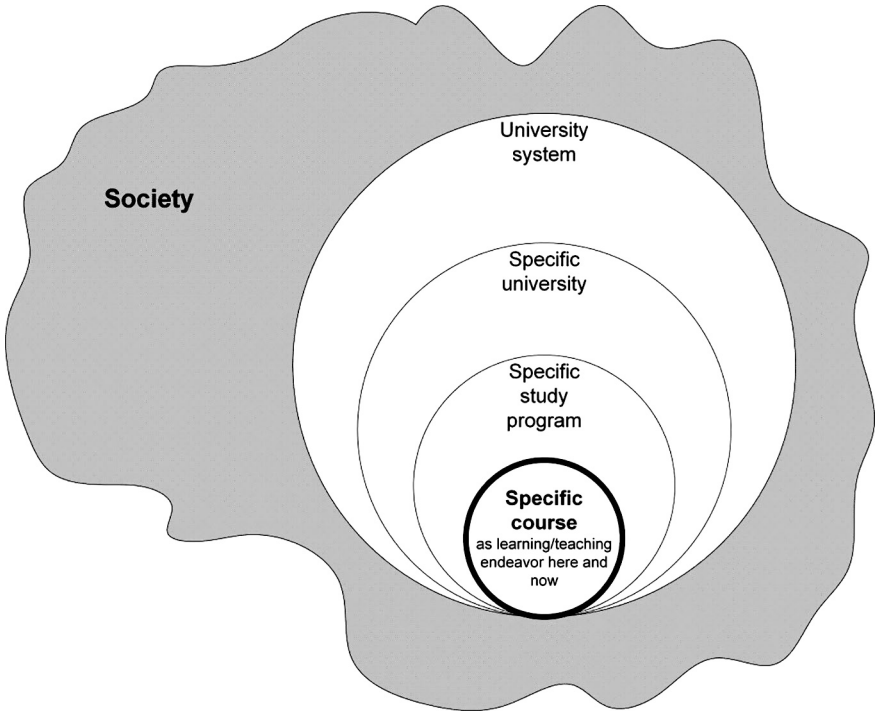 University
system
Society
Specific
university
Specific
study
program
Specific
course
as learning/teaching
endeavor here and
now